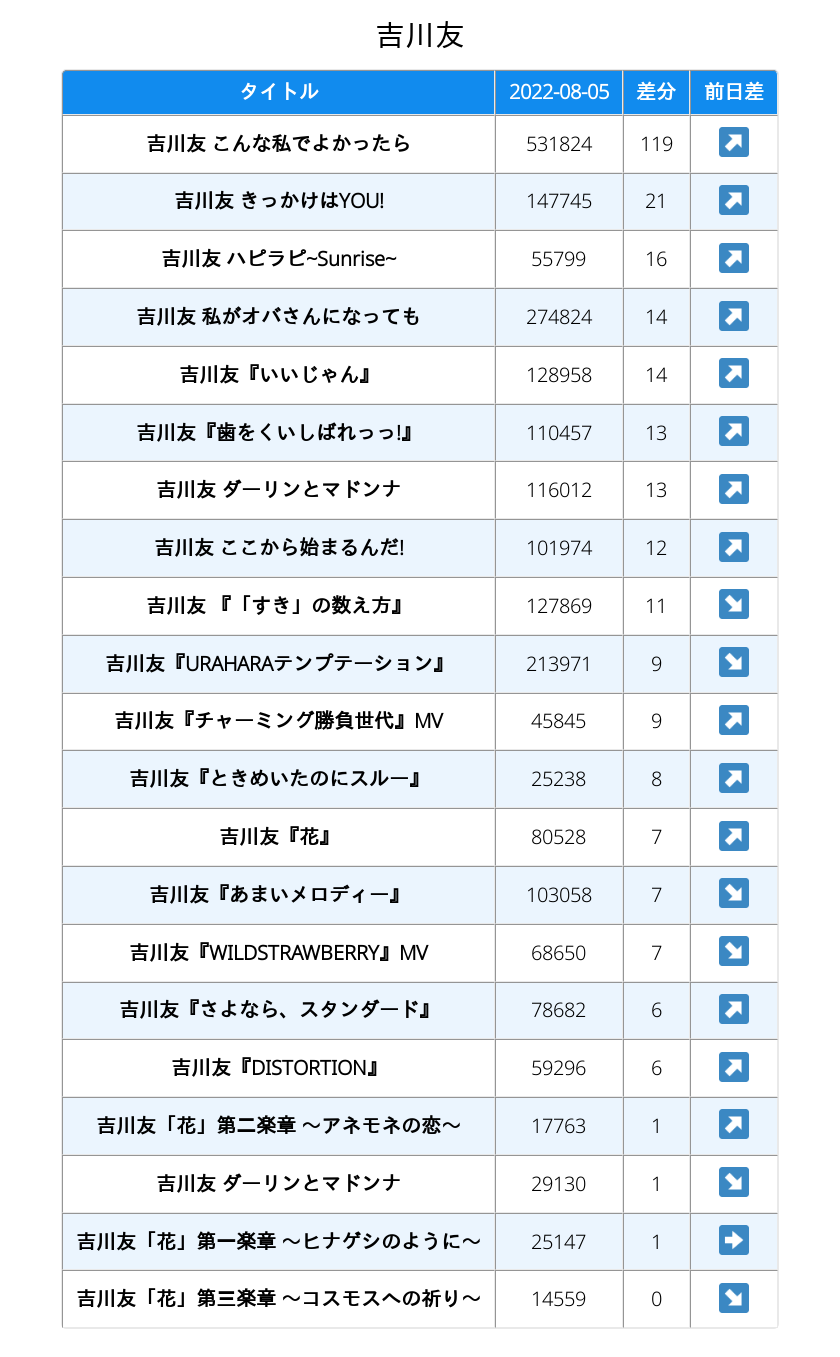 吉川友
タイトル 2022-08-05 差分 前日差
吉川友 こんな私でよかったら 531824 119 ↗
吉川友 きっかけはYOU! 147745 21 ↗
吉川友 ハピラピ~Sunrise~ 55799 16 ↗
吉川友 私がオバさんになっても 274824 14 ↗
吉川友『いいじゃん』 128958 14 ↗
吉川友『歯をくいしばれっっ!』 110457 13 ↗
吉川友 ダーリンとマドンナ 116012 13 ↗
吉川友 ここから始まるんだ! 101974 12 ↗
吉川友 『「すき」の数え方』 127869 11 ↘
吉川友『URAHARAテンプテーション』 213971 9 ↘
吉川友『チャーミング勝負世代』MV 45845 9 ↗
吉川友『ときめいたのにスルー』 25238 8 ↗
吉川友『花』 80528 7 ↗
吉川友『あまいメロディー』 103058 7 ↘
吉川友『WILDSTRAWBERRY』MV 68650 7 ↘
吉川友『さよなら、スタンダード』 78682 6 ↗
吉川友『DISTORTION』 59296 6 ↗
吉川友「花」第二楽章 ～アネモネの恋～ 17763 1 ↗
吉川友 ダーリンとマドンナ 29130 1 ↘
吉川友「花」第一楽章 ～ヒナゲシのように～ 25147 1 →
吉川友「花」第三楽章 ～コスモスへの祈り～ 14559 0 ↘